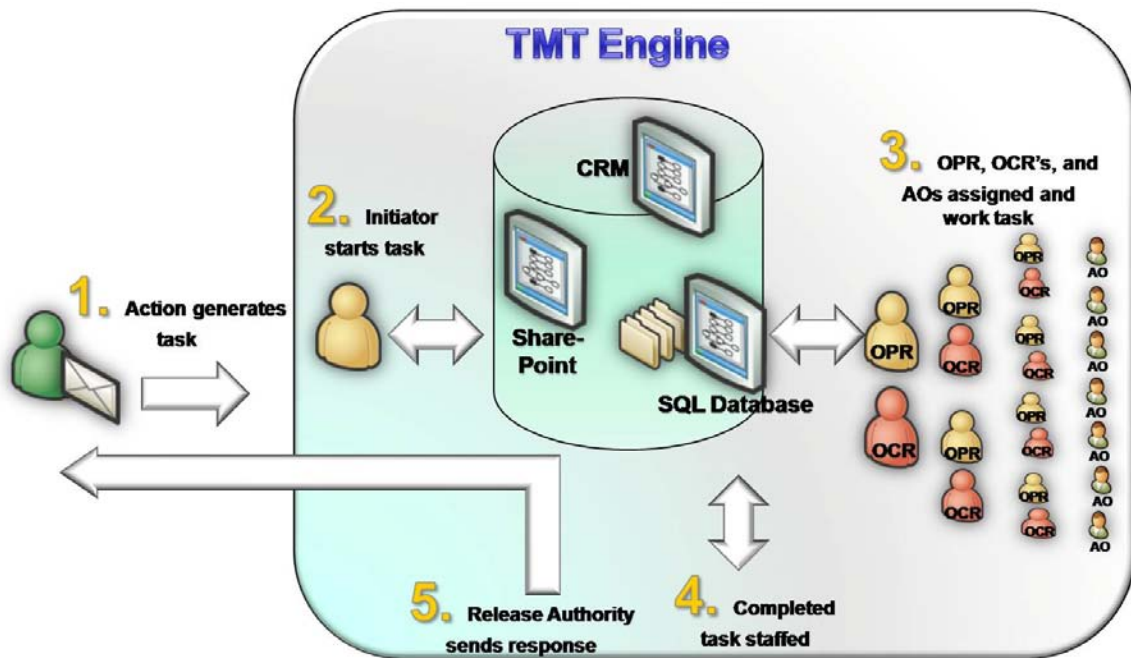 TMT Engine
1. Action generates
task
2. Initiator
starts task
CRM
Share-
Point
SQL Database
3. OPR, OCR's, and
AOs assigned and
work task
OPR
OCR
OPR
OCR
OPR
OCR
OPR
OCR
OPR
OCR
OPR
OCR
OPR
OCR
AO
AO
AO
AO
AO
AO
AO
4. Completed
task staffed
5. Release Authority
sends response